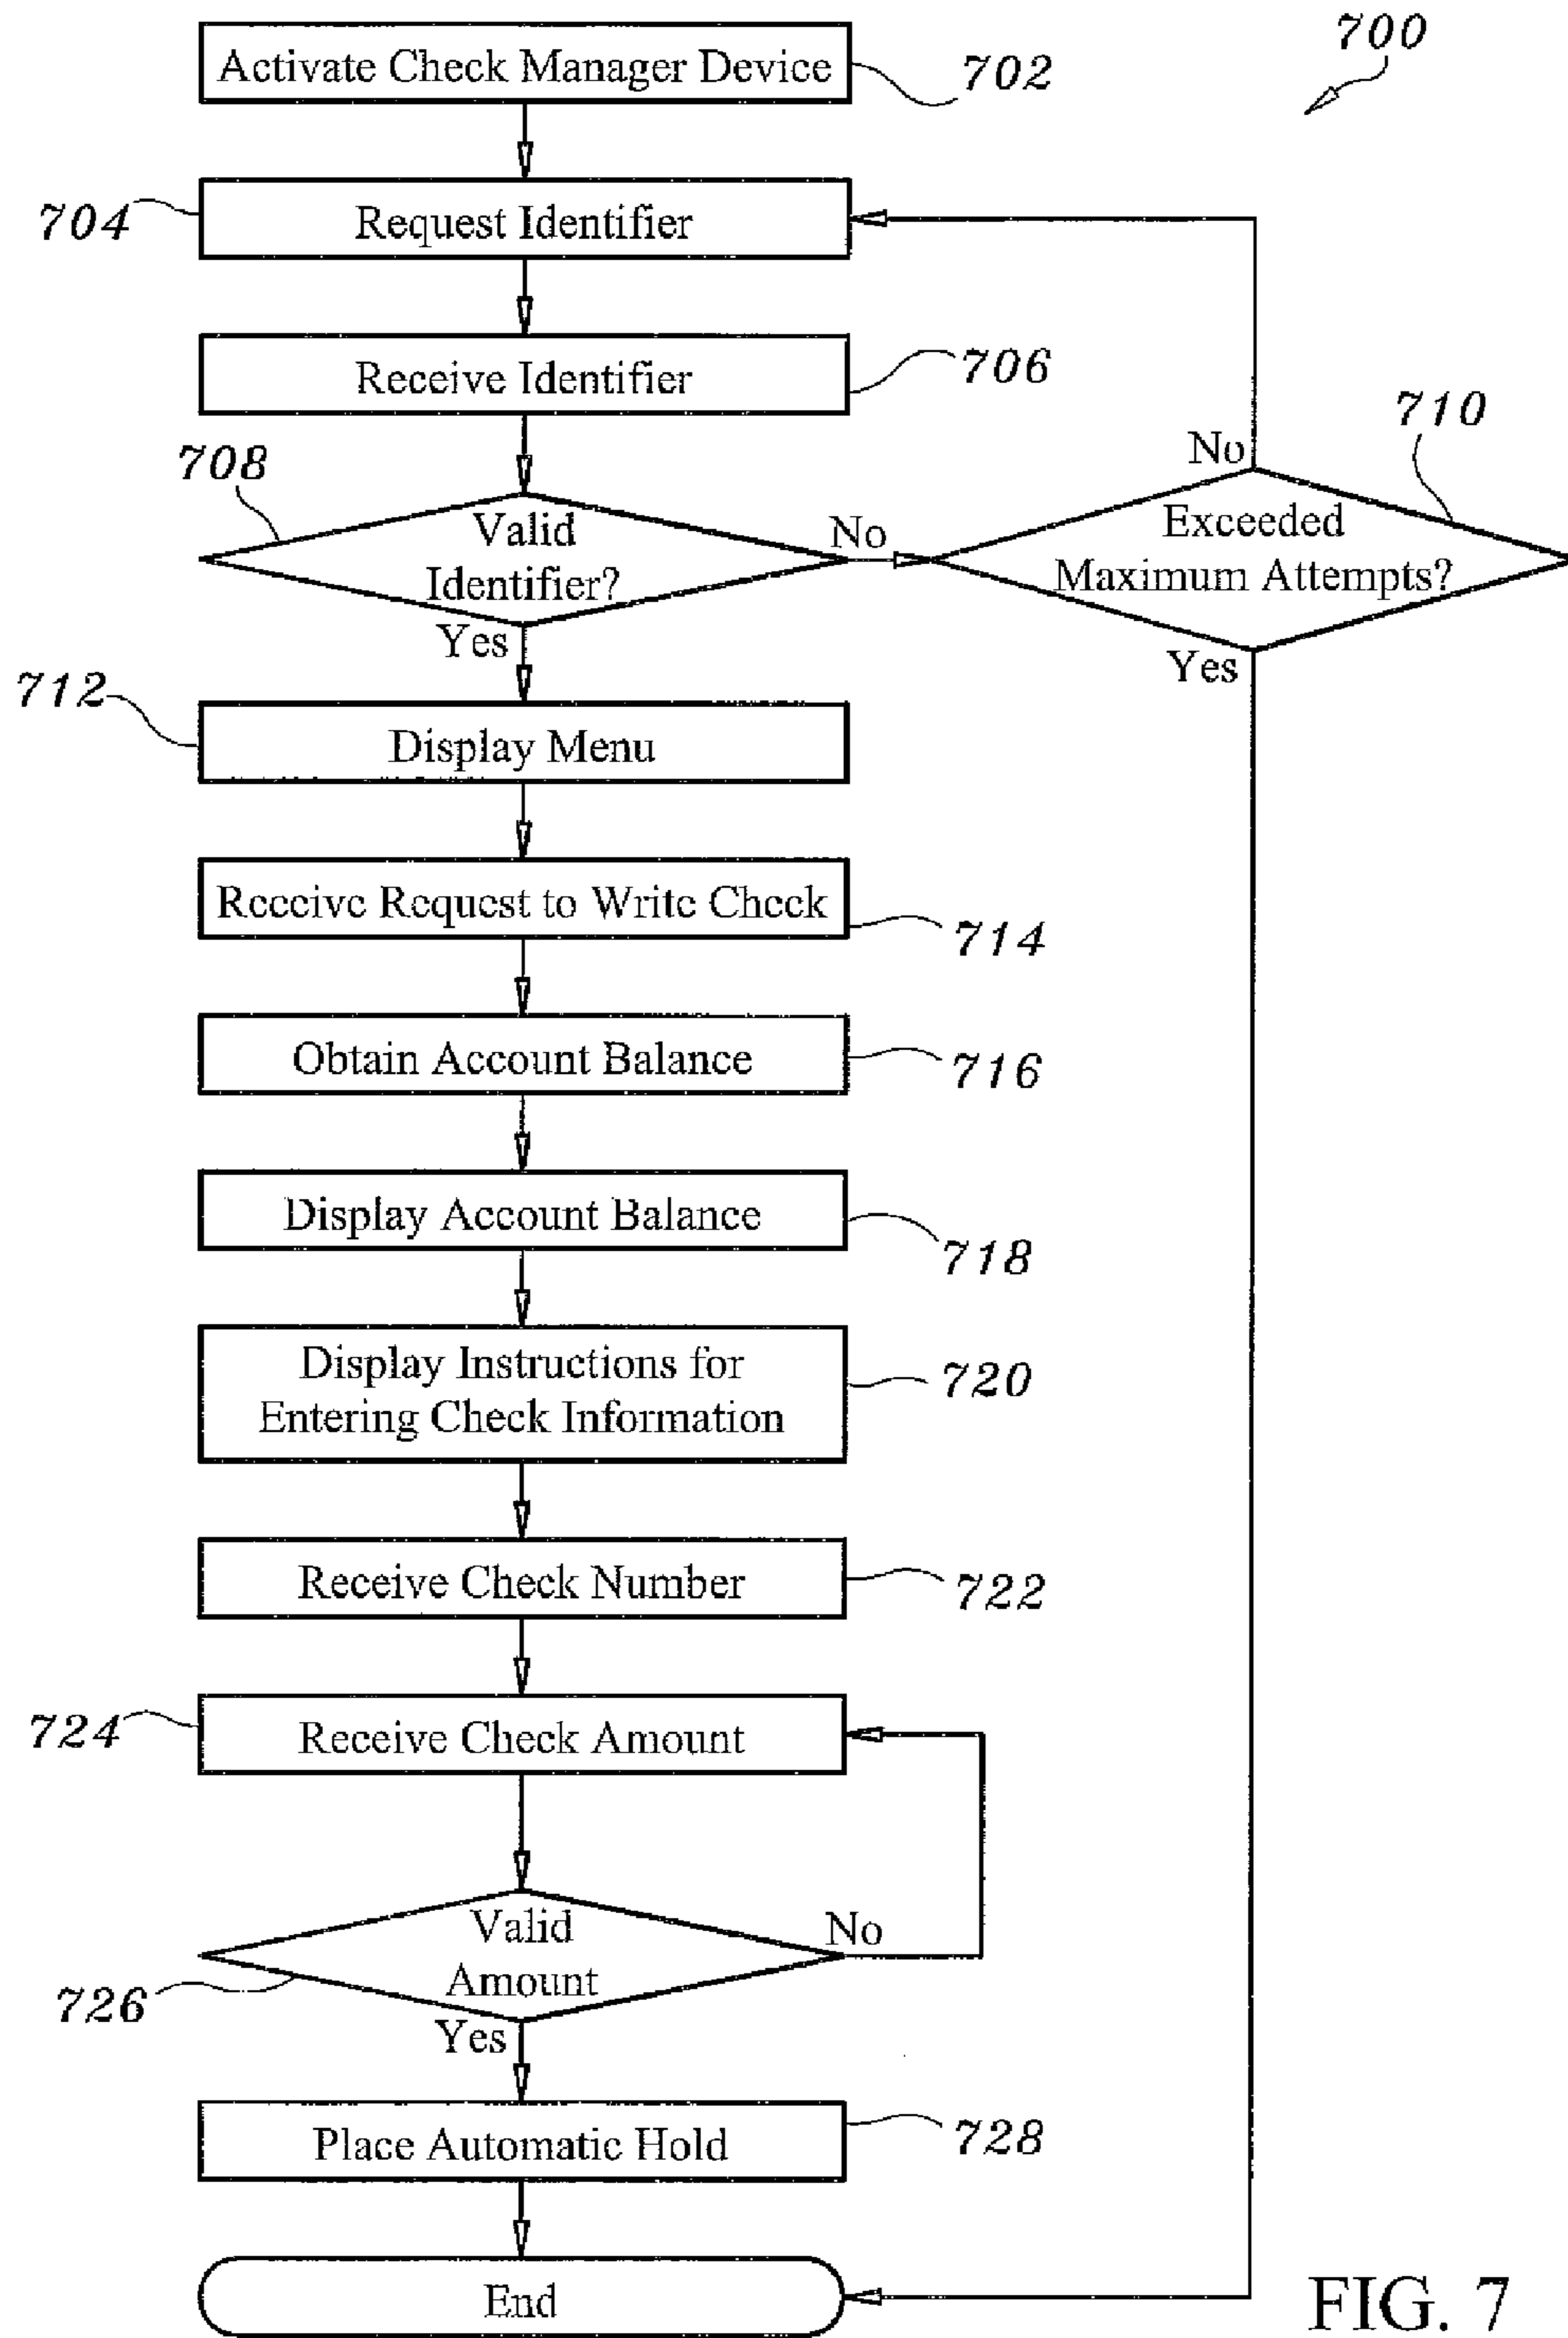 700
Activate Check Manager Device
702
704
Request Identifier
Receive Identifier
706
708
Valid
Identifier?
No
Yes
710
No
Exceeded
Maximum Attempts?
Yes
712
Display Menu
Receive Request to Write Check
714
Obtain Account Balance
716
Display Account Balance
718
Display Instructions for
Entering Check Information
720
Receive Check Number
722
724
Receive Check Amount
Valid
Amount
No
726
Yes
Place Automatic Hold
728
End
FIG. 7